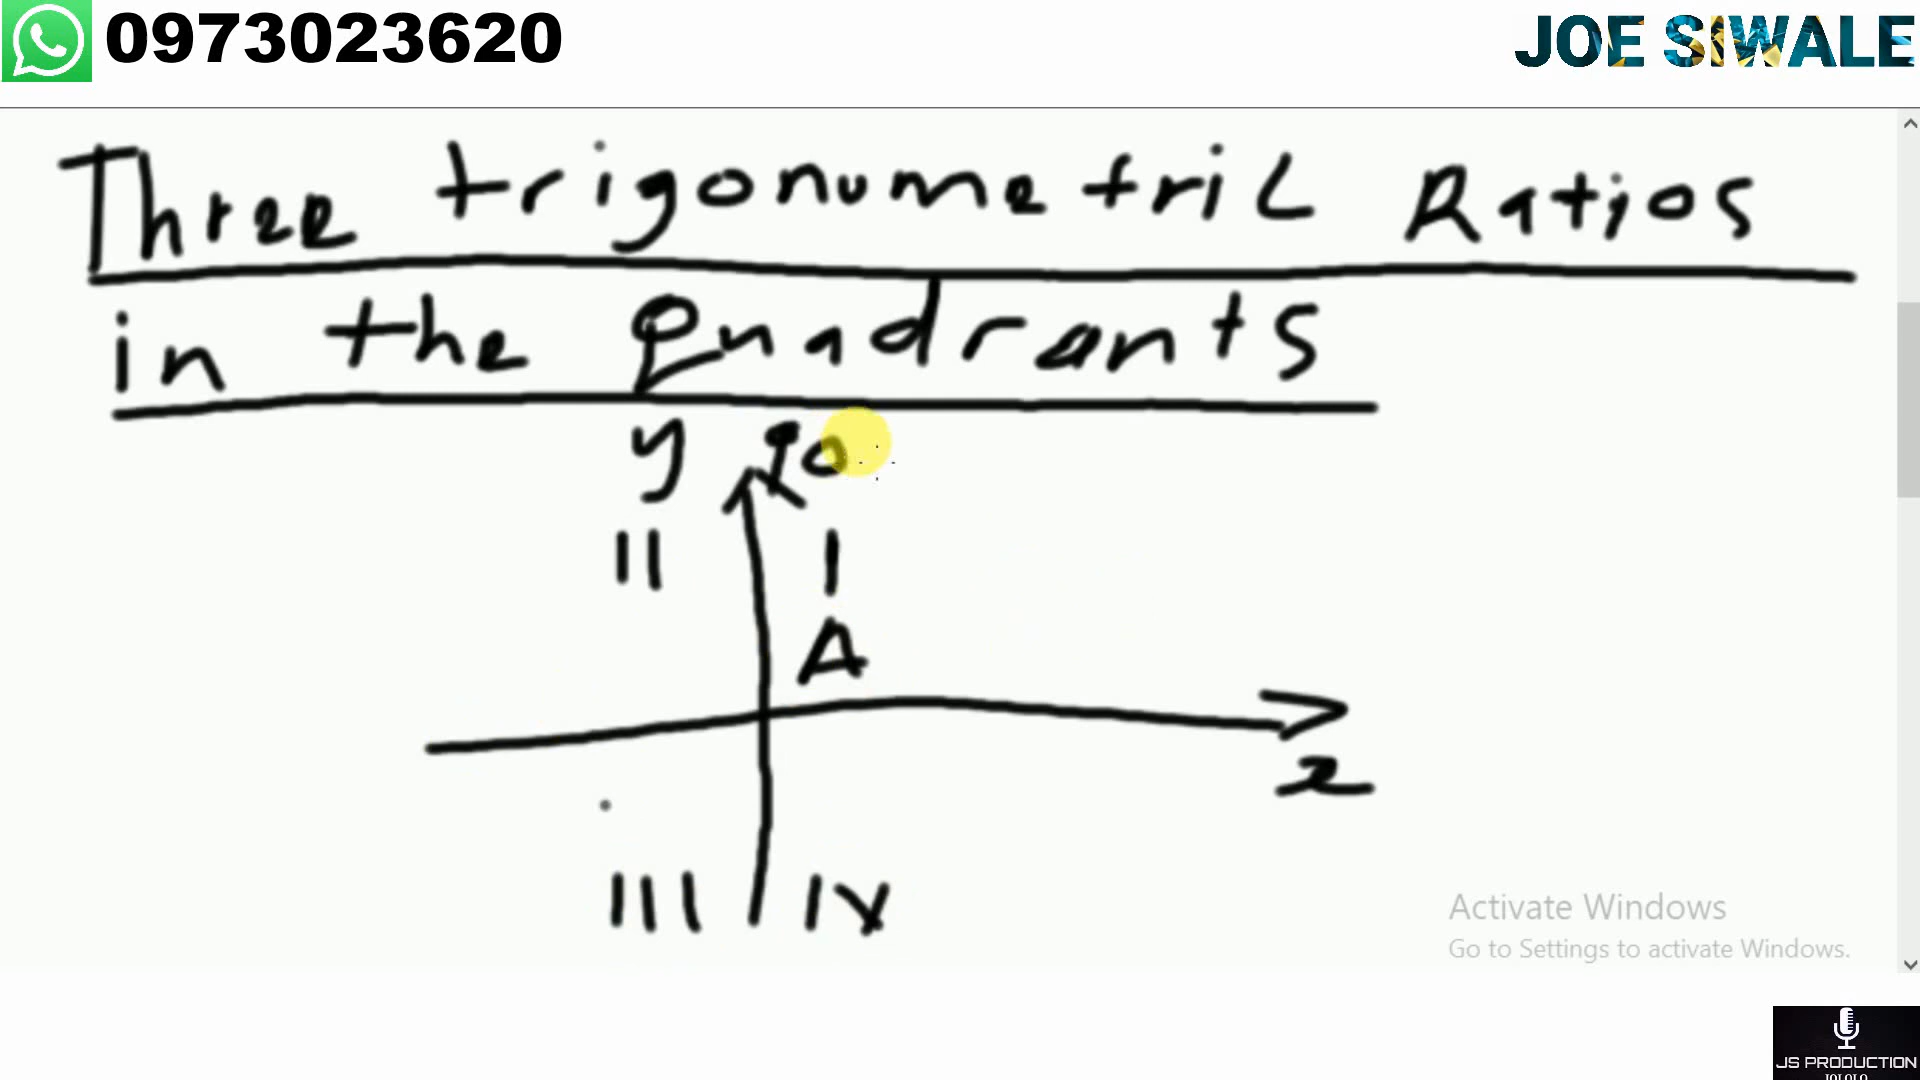 0973023620
JOE SIWALE
Three trigonometric Ratios
in the Quadrants
y 90
II I
A
x
III IV
Activate Windows
Go to Settings to activate Windows.
JS PRODUCTION